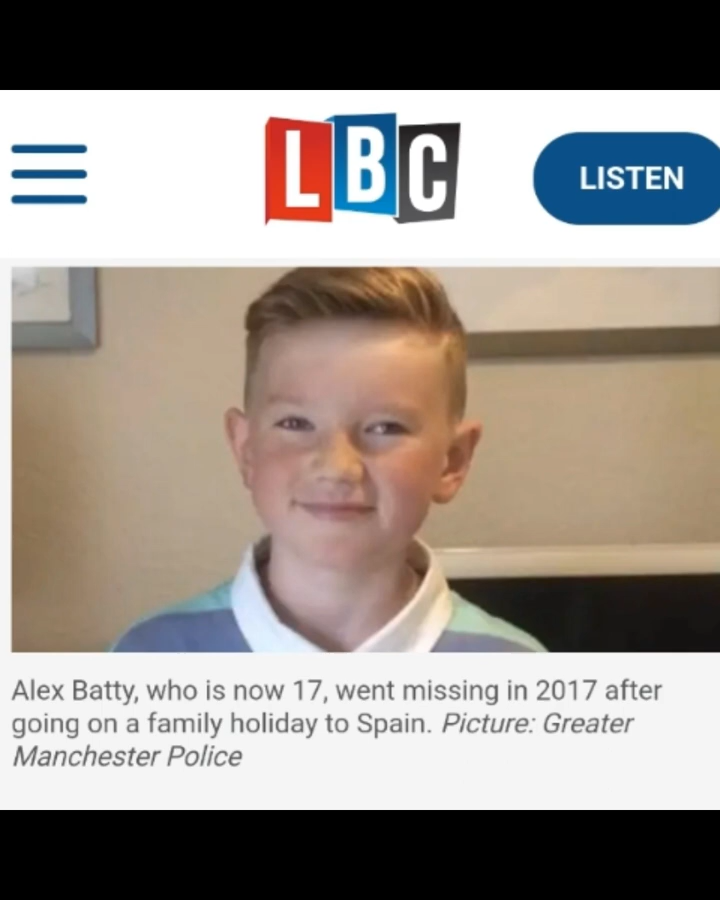 LBC
LISTEN
Alex Batty, who is now 17, went missing in 2017 after
going on a family holiday to Spain. Picture: Greater
Manchester Police